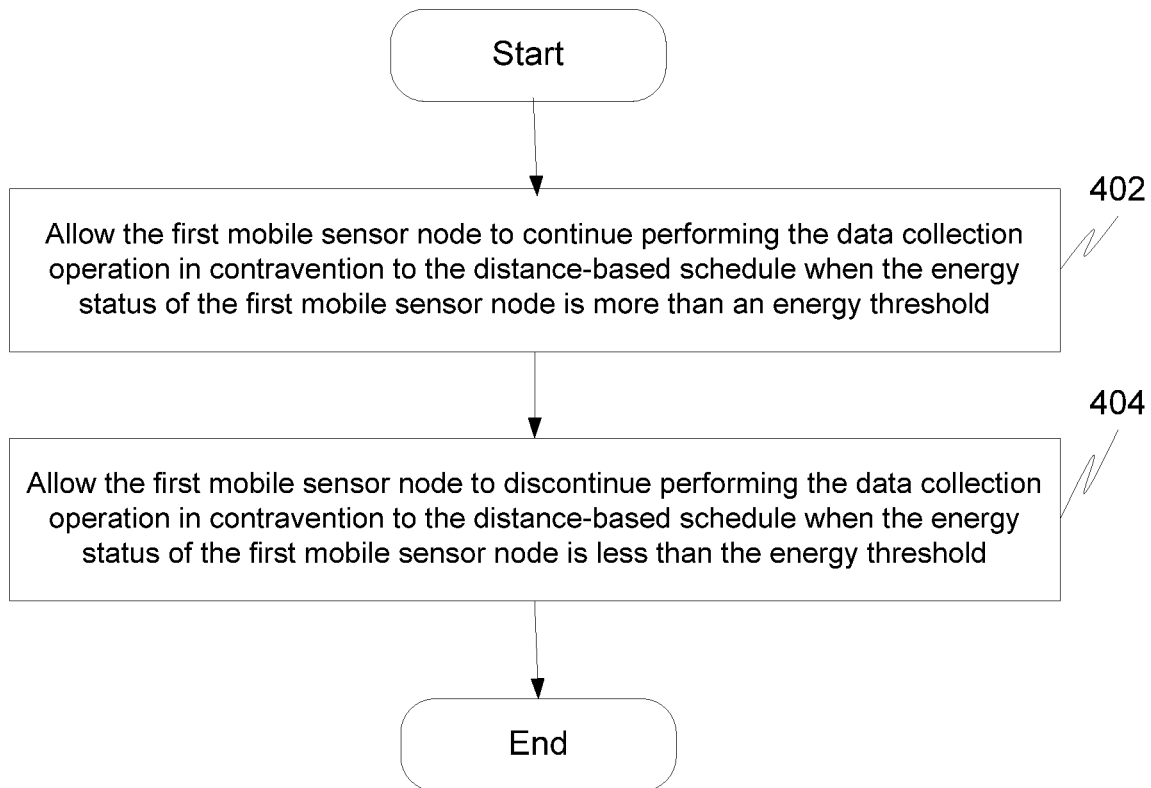 Start
402
Allow the first mobile sensor node to continue performing the data collection
operation in contravention to the distance-based schedule when the energy
status of the first mobile sensor node is more than an energy threshold
404
Allow the first mobile sensor node to discontinue performing the data collection
operation in contravention to the distance-based schedule when the energy
status of the first mobile sensor node is less than the energy threshold
End